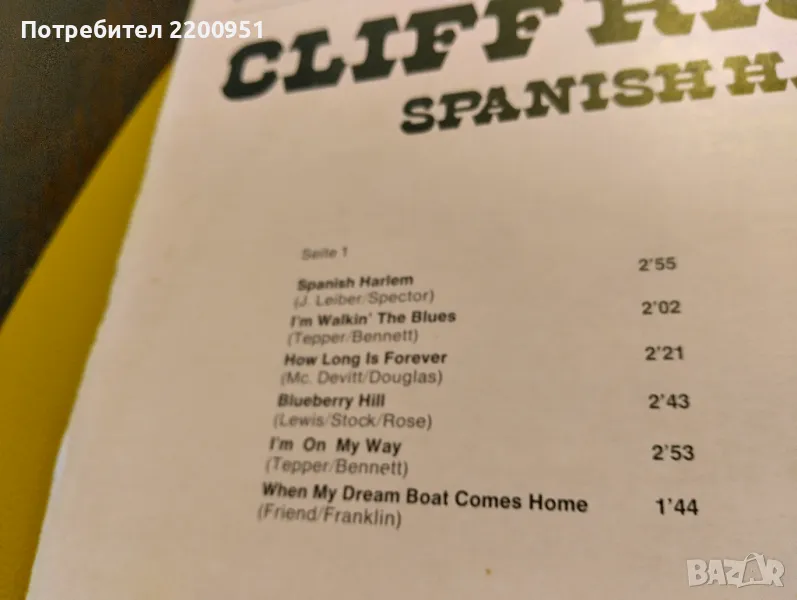 Потребител 2200951
CLIFF
SPANISH
Seite 1
Spanish Harlem 2'55
(J. Leiber/Spector)
I'm Walkin' The Blues 2'02
(Tepper/Bennett)
How Long Is Forever 2'21
(Mc. Devitt/Douglas)
Blueberry Hill 2'43
(Lewis/Stock/Rose)
I'm On My Way 2'53
(Tepper/Bennett)
When My Dream Boat Comes Home 1'44
(Friend/Franklin)
BAZAR